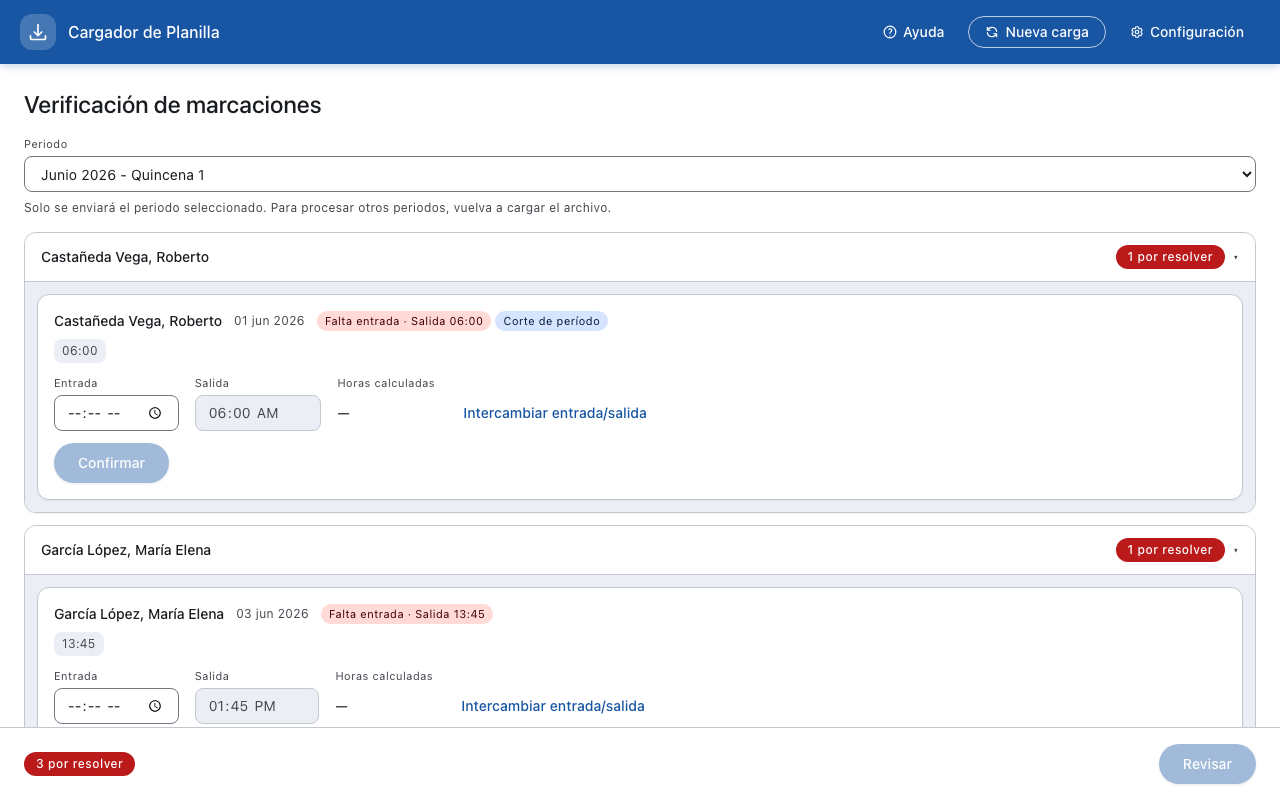 Cargador de Planilla
Ayuda
Nueva carga
Configuración
Verificación de marcaciones
Periodo
Junio 2026 - Quincena 1
Solo se enviará el periodo seleccionado. Para procesar otros periodos, vuelva a cargar el archivo.
Castañeda Vega, Roberto
1 por resolver
Castañeda Vega, Roberto 01 jun 2026 Falta entrada · Salida 06:00 Corte de período
06:00
Entrada Salida Horas calculadas
--:-- -- 06:00 AM — Intercambiar entrada/salida
Confirmar
García López, María Elena
1 por resolver
García López, María Elena 03 jun 2026 Falta entrada · Salida 13:45
13:45
Entrada Salida Horas calculadas
--:-- -- 01:45 PM — Intercambiar entrada/salida
3 por resolver
Revisar